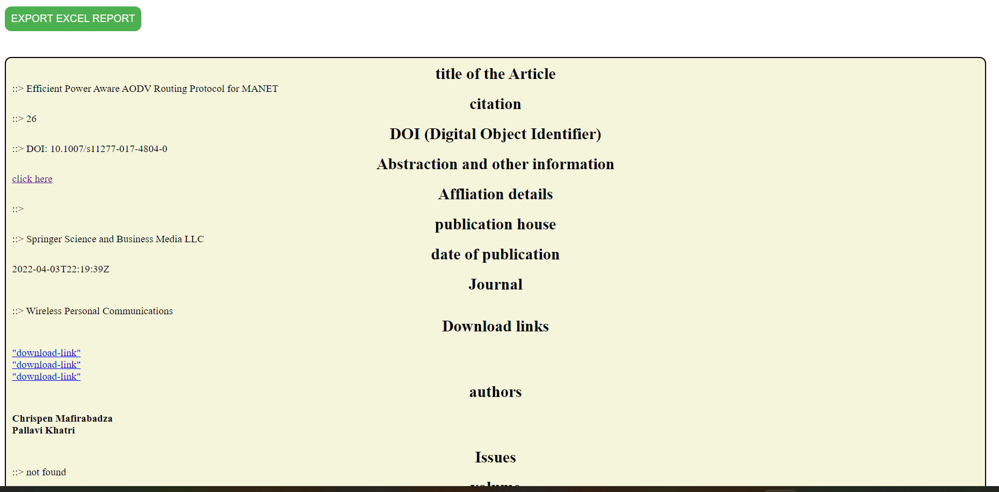 EXPORT EXCEL REPORT
title of the Article
::> Efficient Power Aware AODV Routing Protocol for MANET
citation
::> 26
DOI (Digital Object Identifier)
::> DOI: 10.1007/s11277-017-4804-0
Abstraction and other information
click here
Affliation details
::>
publication house
::> Springer Science and Business Media LLC
date of publication
2022-04-03T22:19:39Z
Journal
::> Wireless Personal Communications
Download links
"download-link"
"download-link"
"download-link"
authors
Chrispen Mafirabadza
Pallavi Khatri
Issues
::> not found
volume